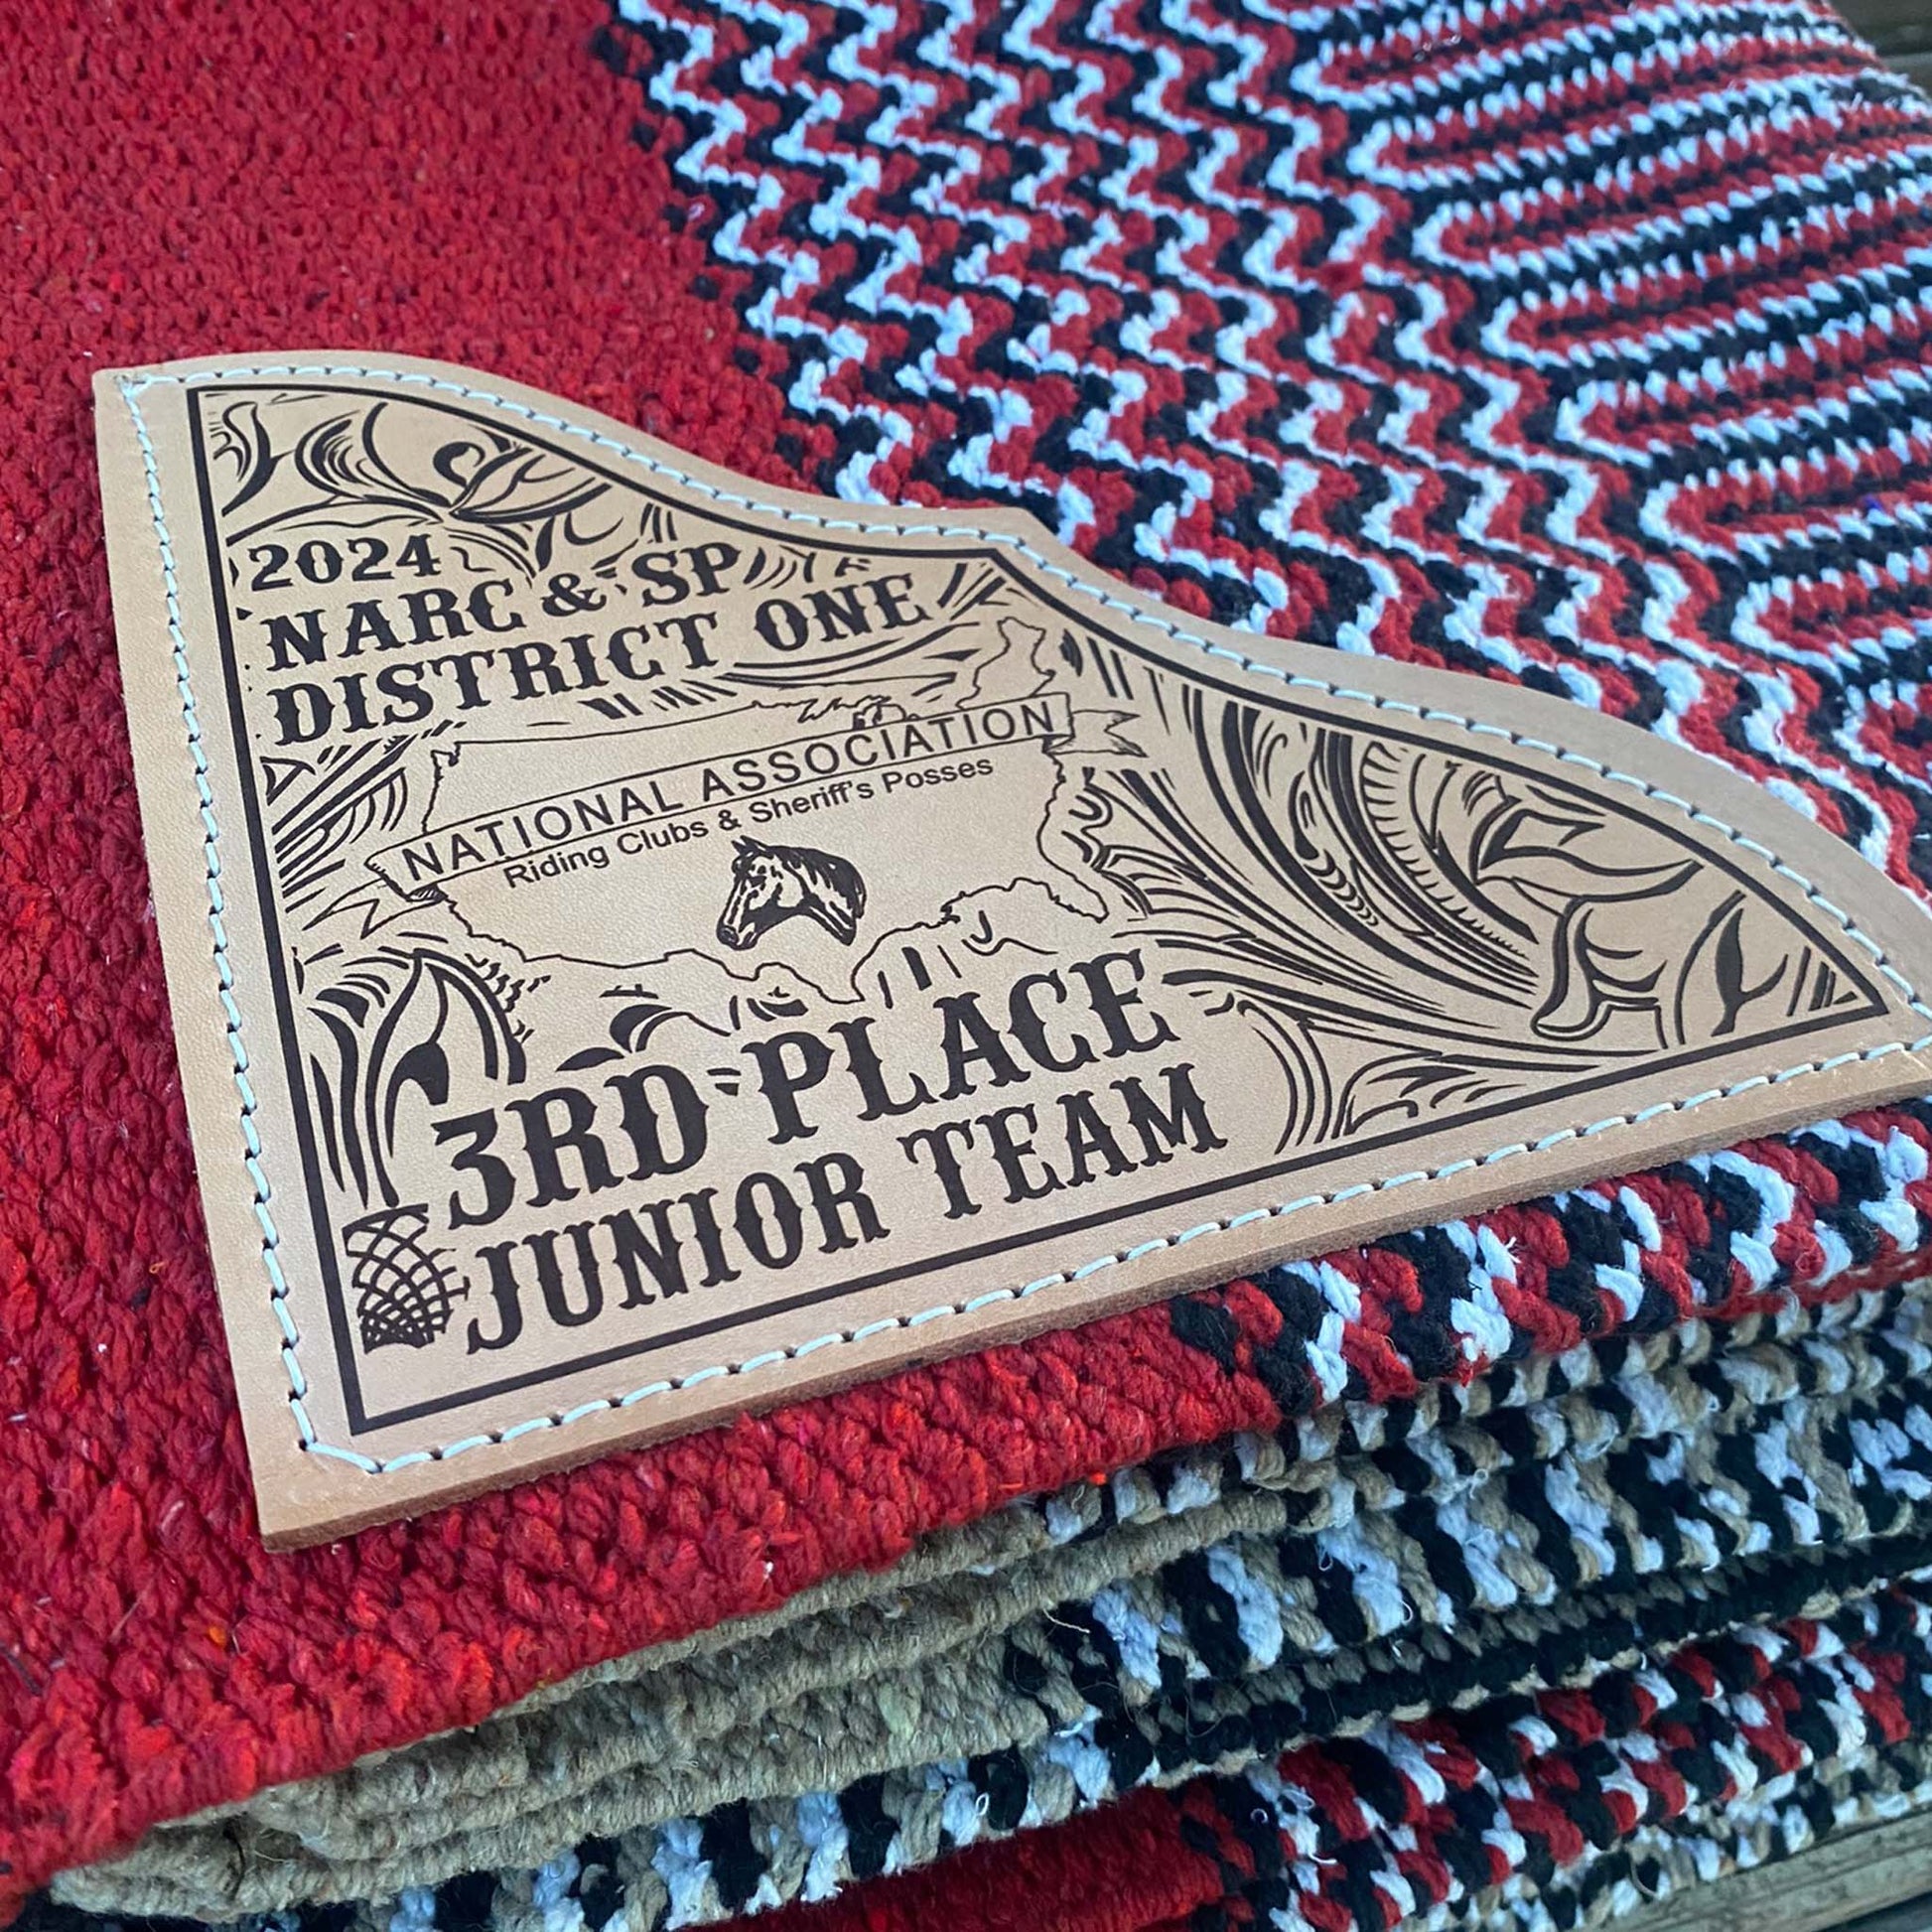 2024
NARC & SP
DISTRICT ONE
NATIONAL ASSOCIATION
Riding Clubs & Sheriff's Posses
3RD PLACE
JUNIOR TEAM